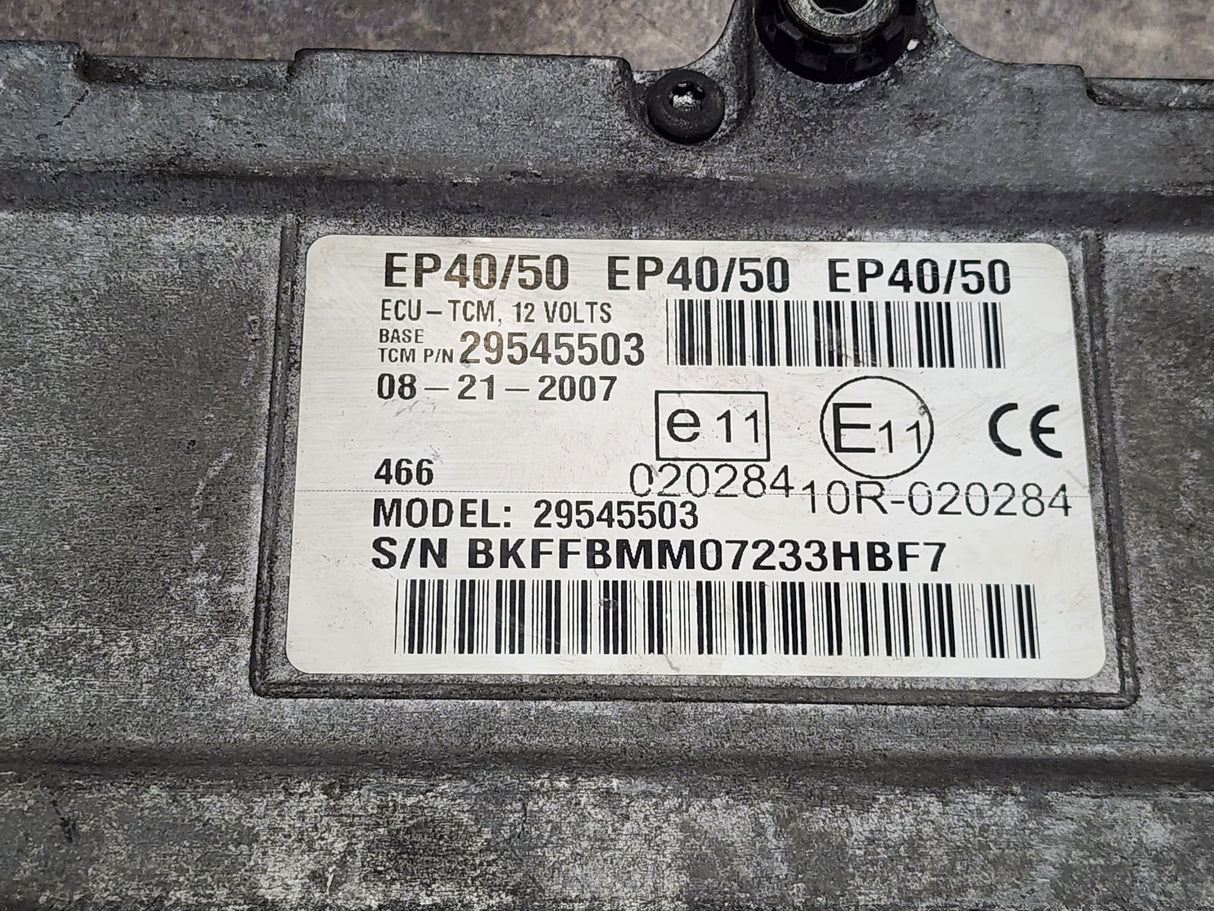 EP40/50 EP40/50 EP40/50
ECU-TCM, 12 VOLTS
BASE
TCM P/N 29545503
08-21-2007
e 11
E11
CE
466
020284
10R-020284
MODEL: 29545503
S/N BKFFBMM07233HBF7